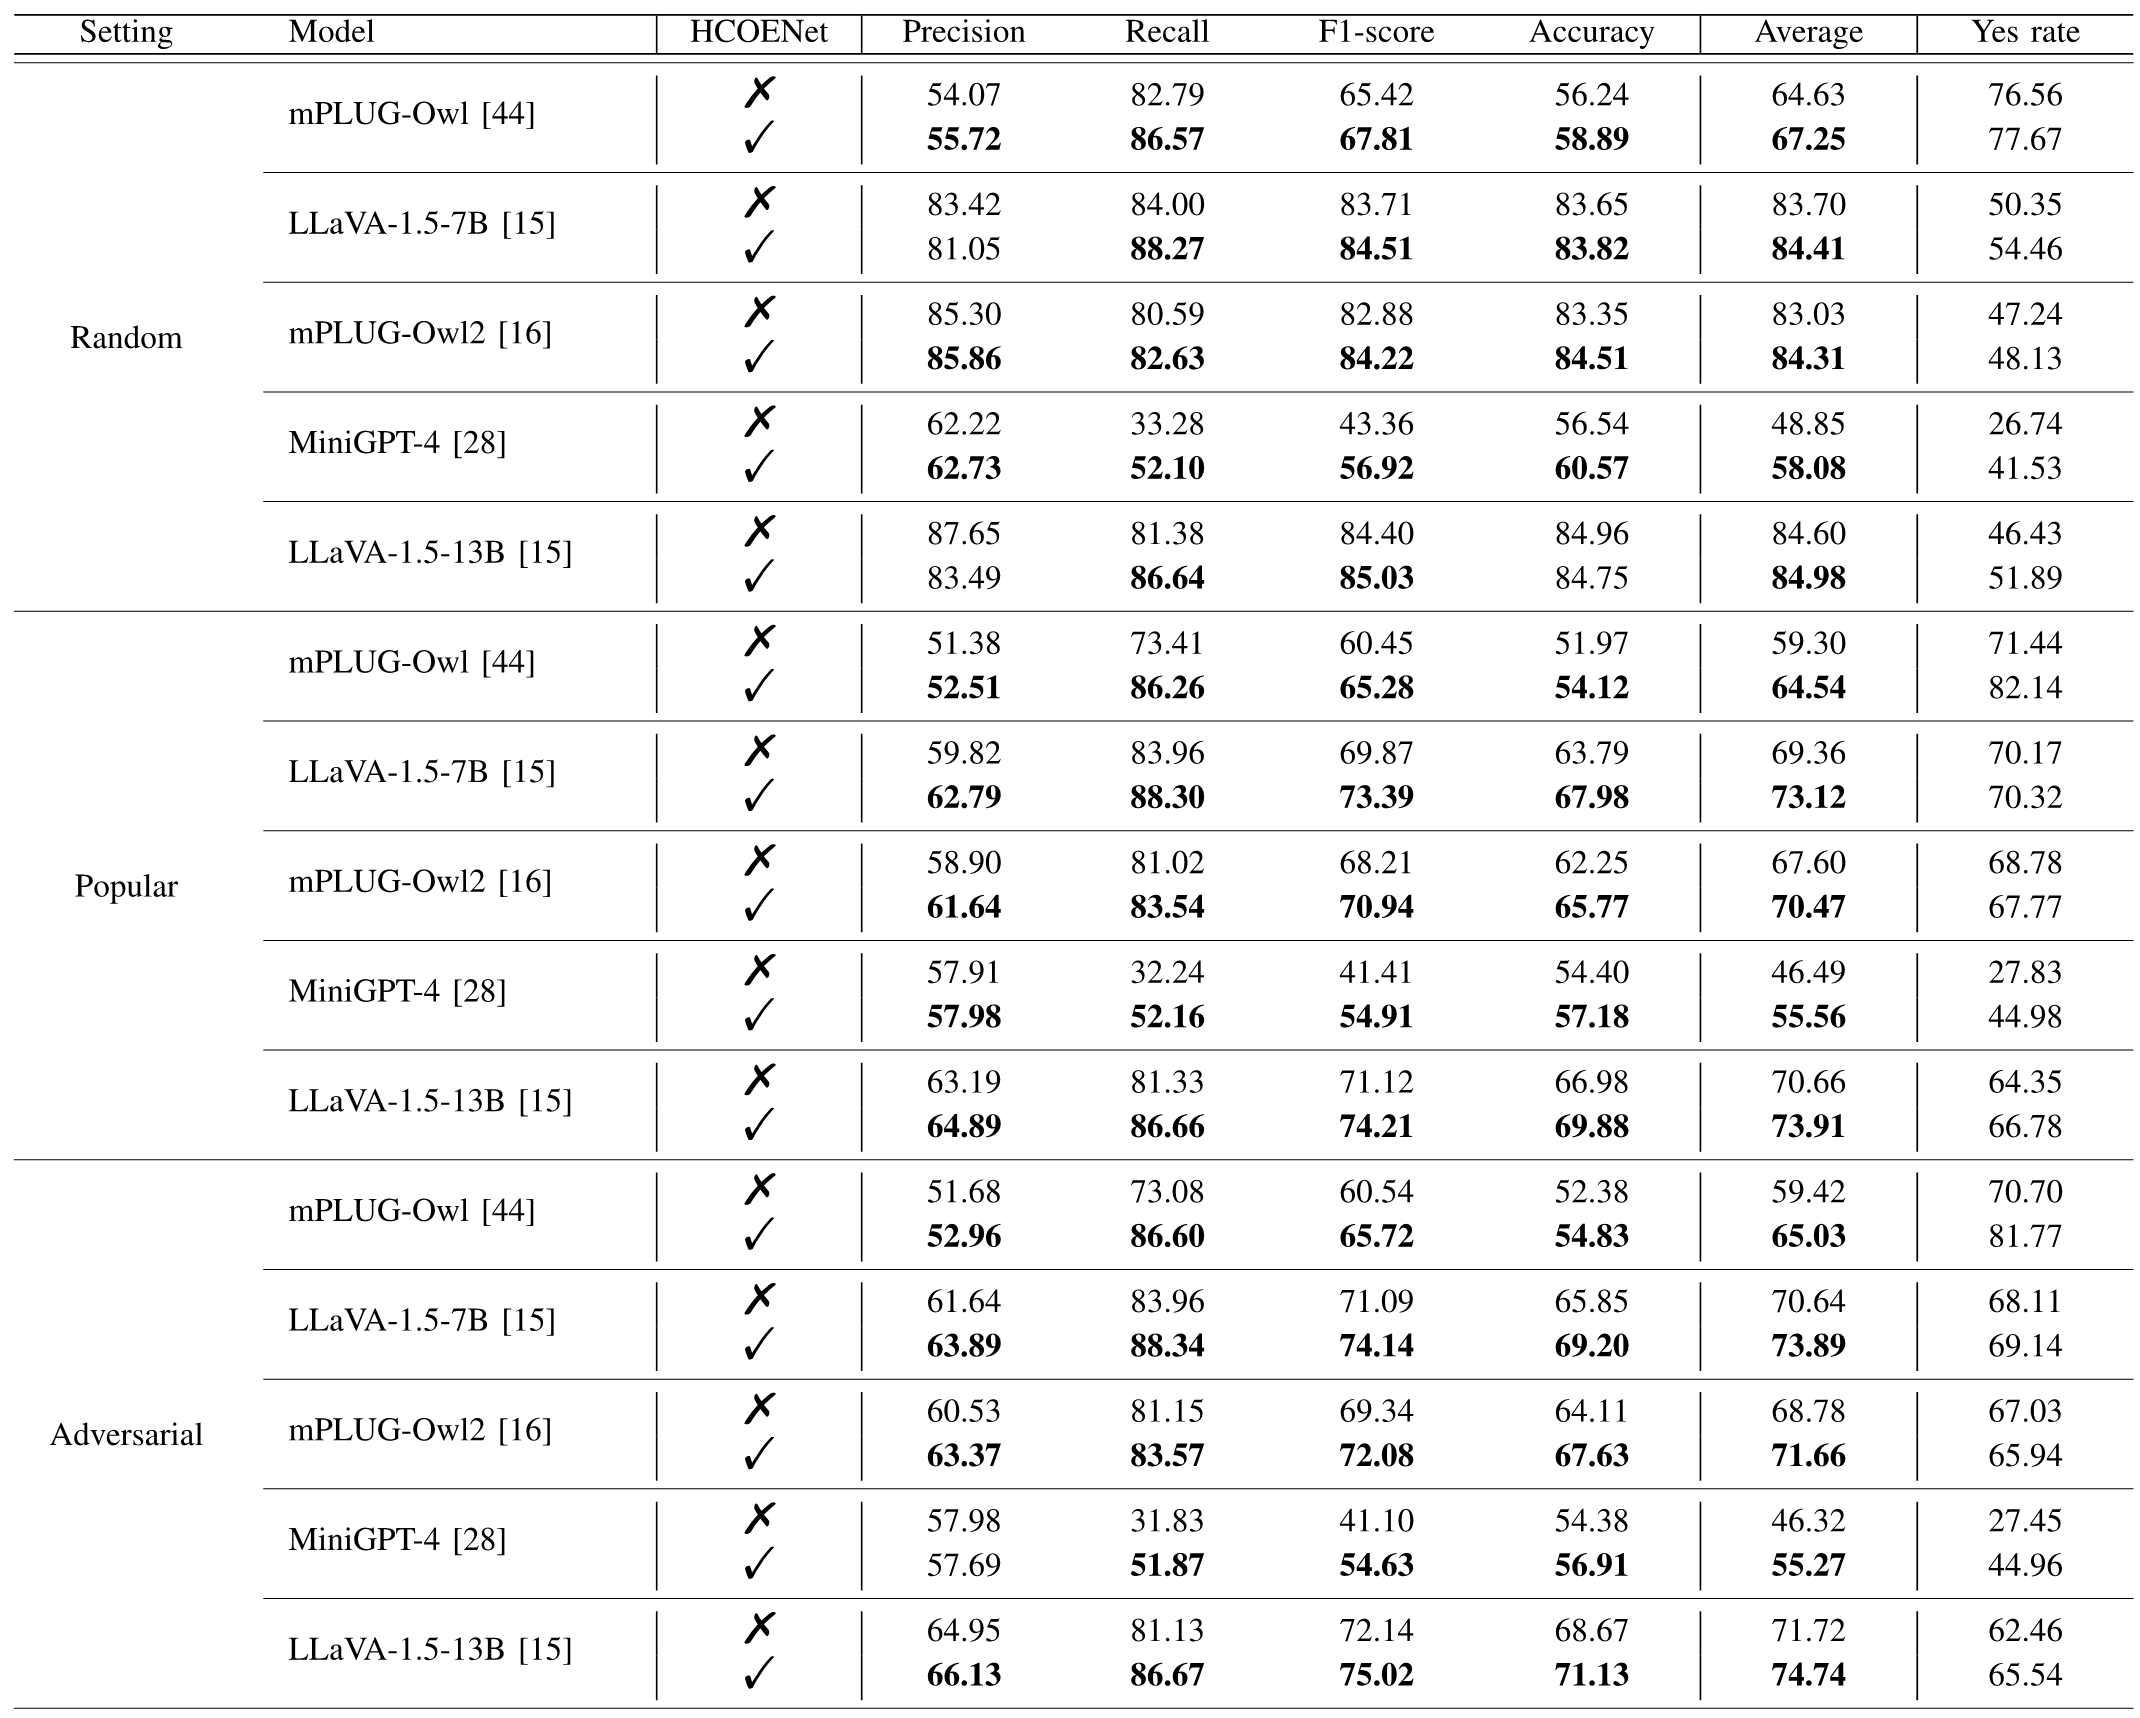 Setting Model HCOENet Precision Recall F1-score Accuracy Average Yes rate
Random
mPLUG-Owl [44]
✗ 54.07 82.79 65.42 56.24 64.63 76.56
✓ 55.72 86.57 67.81 58.89 67.25 77.67
LLaVA-1.5-7B [15]
✗ 83.42 84.00 83.71 83.65 83.70 50.35
✓ 81.05 88.27 84.51 83.82 84.41 54.46
mPLUG-Owl2 [16]
✗ 85.30 80.59 82.88 83.35 83.03 47.24
✓ 85.86 82.63 84.22 84.51 84.31 48.13
MiniGPT-4 [28]
✗ 62.22 33.28 43.36 56.54 48.85 26.74
✓ 62.73 52.10 56.92 60.57 58.08 41.53
LLaVA-1.5-13B [15]
✗ 87.65 81.38 84.40 84.96 84.60 46.43
✓ 83.49 86.64 85.03 84.75 84.98 51.89
Popular
mPLUG-Owl [44]
✗ 51.38 73.41 60.45 51.97 59.30 71.44
✓ 52.51 86.26 65.28 54.12 64.54 82.14
LLaVA-1.5-7B [15]
✗ 59.82 83.96 69.87 63.79 69.36 70.17
✓ 62.79 88.30 73.39 67.98 73.12 70.32
mPLUG-Owl2 [16]
✗ 58.90 81.02 68.21 62.25 67.60 68.78
✓ 61.64 83.54 70.94 65.77 70.47 67.77
MiniGPT-4 [28]
✗ 57.91 32.24 41.41 54.40 46.49 27.83
✓ 57.98 52.16 54.91 57.18 55.56 44.98
LLaVA-1.5-13B [15]
✗ 63.19 81.33 71.12 66.98 70.66 64.35
✓ 64.89 86.66 74.21 69.88 73.91 66.78
Adversarial
mPLUG-Owl [44]
✗ 51.68 73.08 60.54 52.38 59.42 70.70
✓ 52.96 86.60 65.72 54.83 65.03 81.77
LLaVA-1.5-7B [15]
✗ 61.64 83.96 71.09 65.85 70.64 68.11
✓ 63.89 88.34 74.14 69.20 73.89 69.14
mPLUG-Owl2 [16]
✗ 60.53 81.15 69.34 64.11 68.78 67.03
✓ 63.37 83.57 72.08 67.63 71.66 65.94
MiniGPT-4 [28]
✗ 57.98 31.83 41.10 54.38 46.32 27.45
✓ 57.69 51.87 54.63 56.91 55.27 44.96
LLaVA-1.5-13B [15]
✗ 64.95 81.13 72.14 68.67 71.72 62.46
✓ 66.13 86.67 75.02 71.13 74.74 65.54